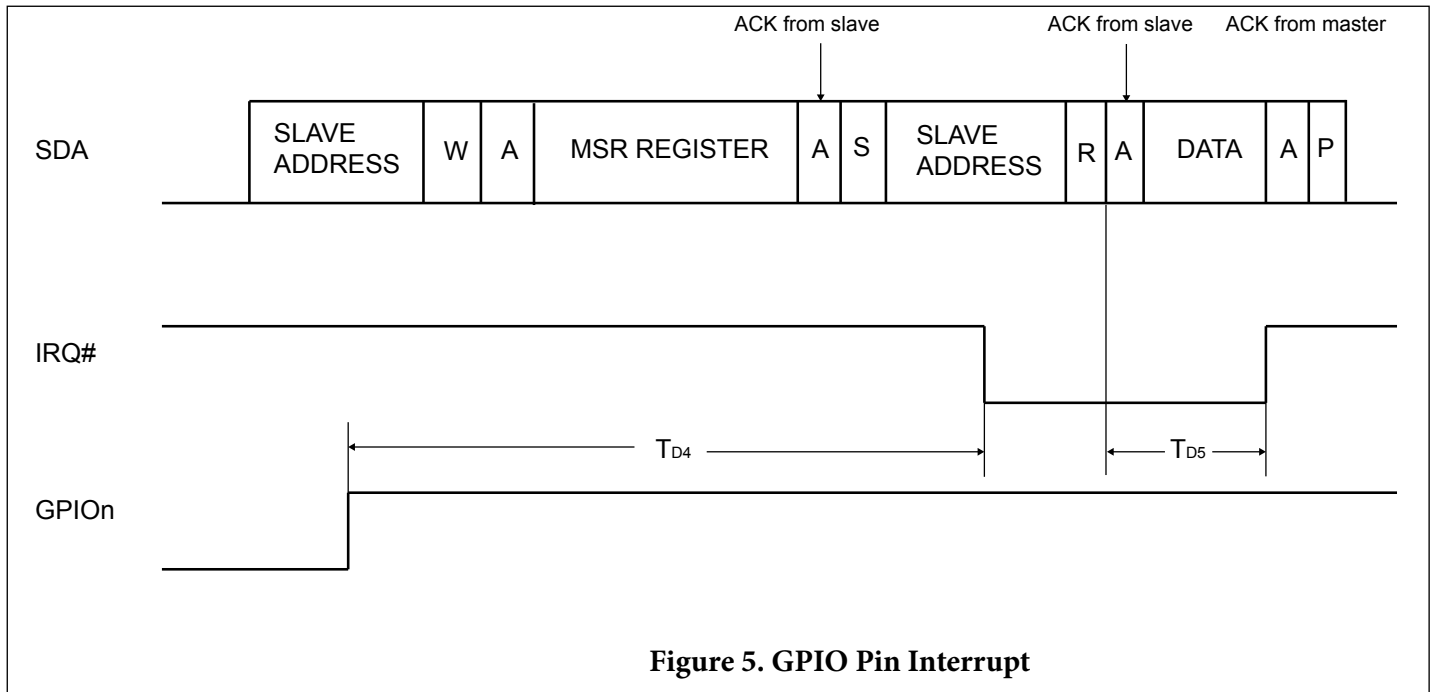 ACK from slave ACK from slave ACK from master
SDA SLAVE ADDRESS W A MSR REGISTER A S SLAVE ADDRESS R A DATA A P
IRQ#
TD4 TD5
GPIOn
Figure 5. GPIO Pin Interrupt